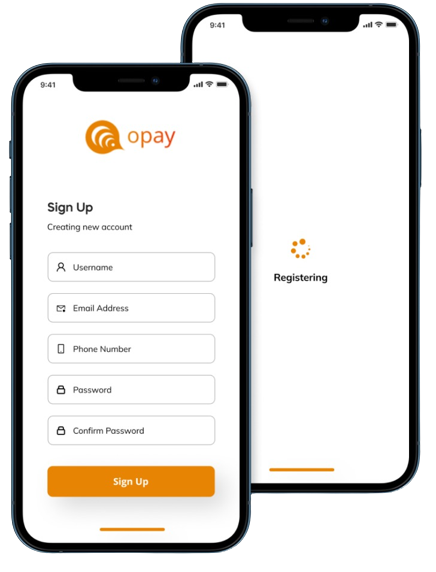 9:41
9:41
opay
Sign Up
Creating new account
Username
Email Address
Phone Number
Password
Confirm Password
Sign Up
Registering